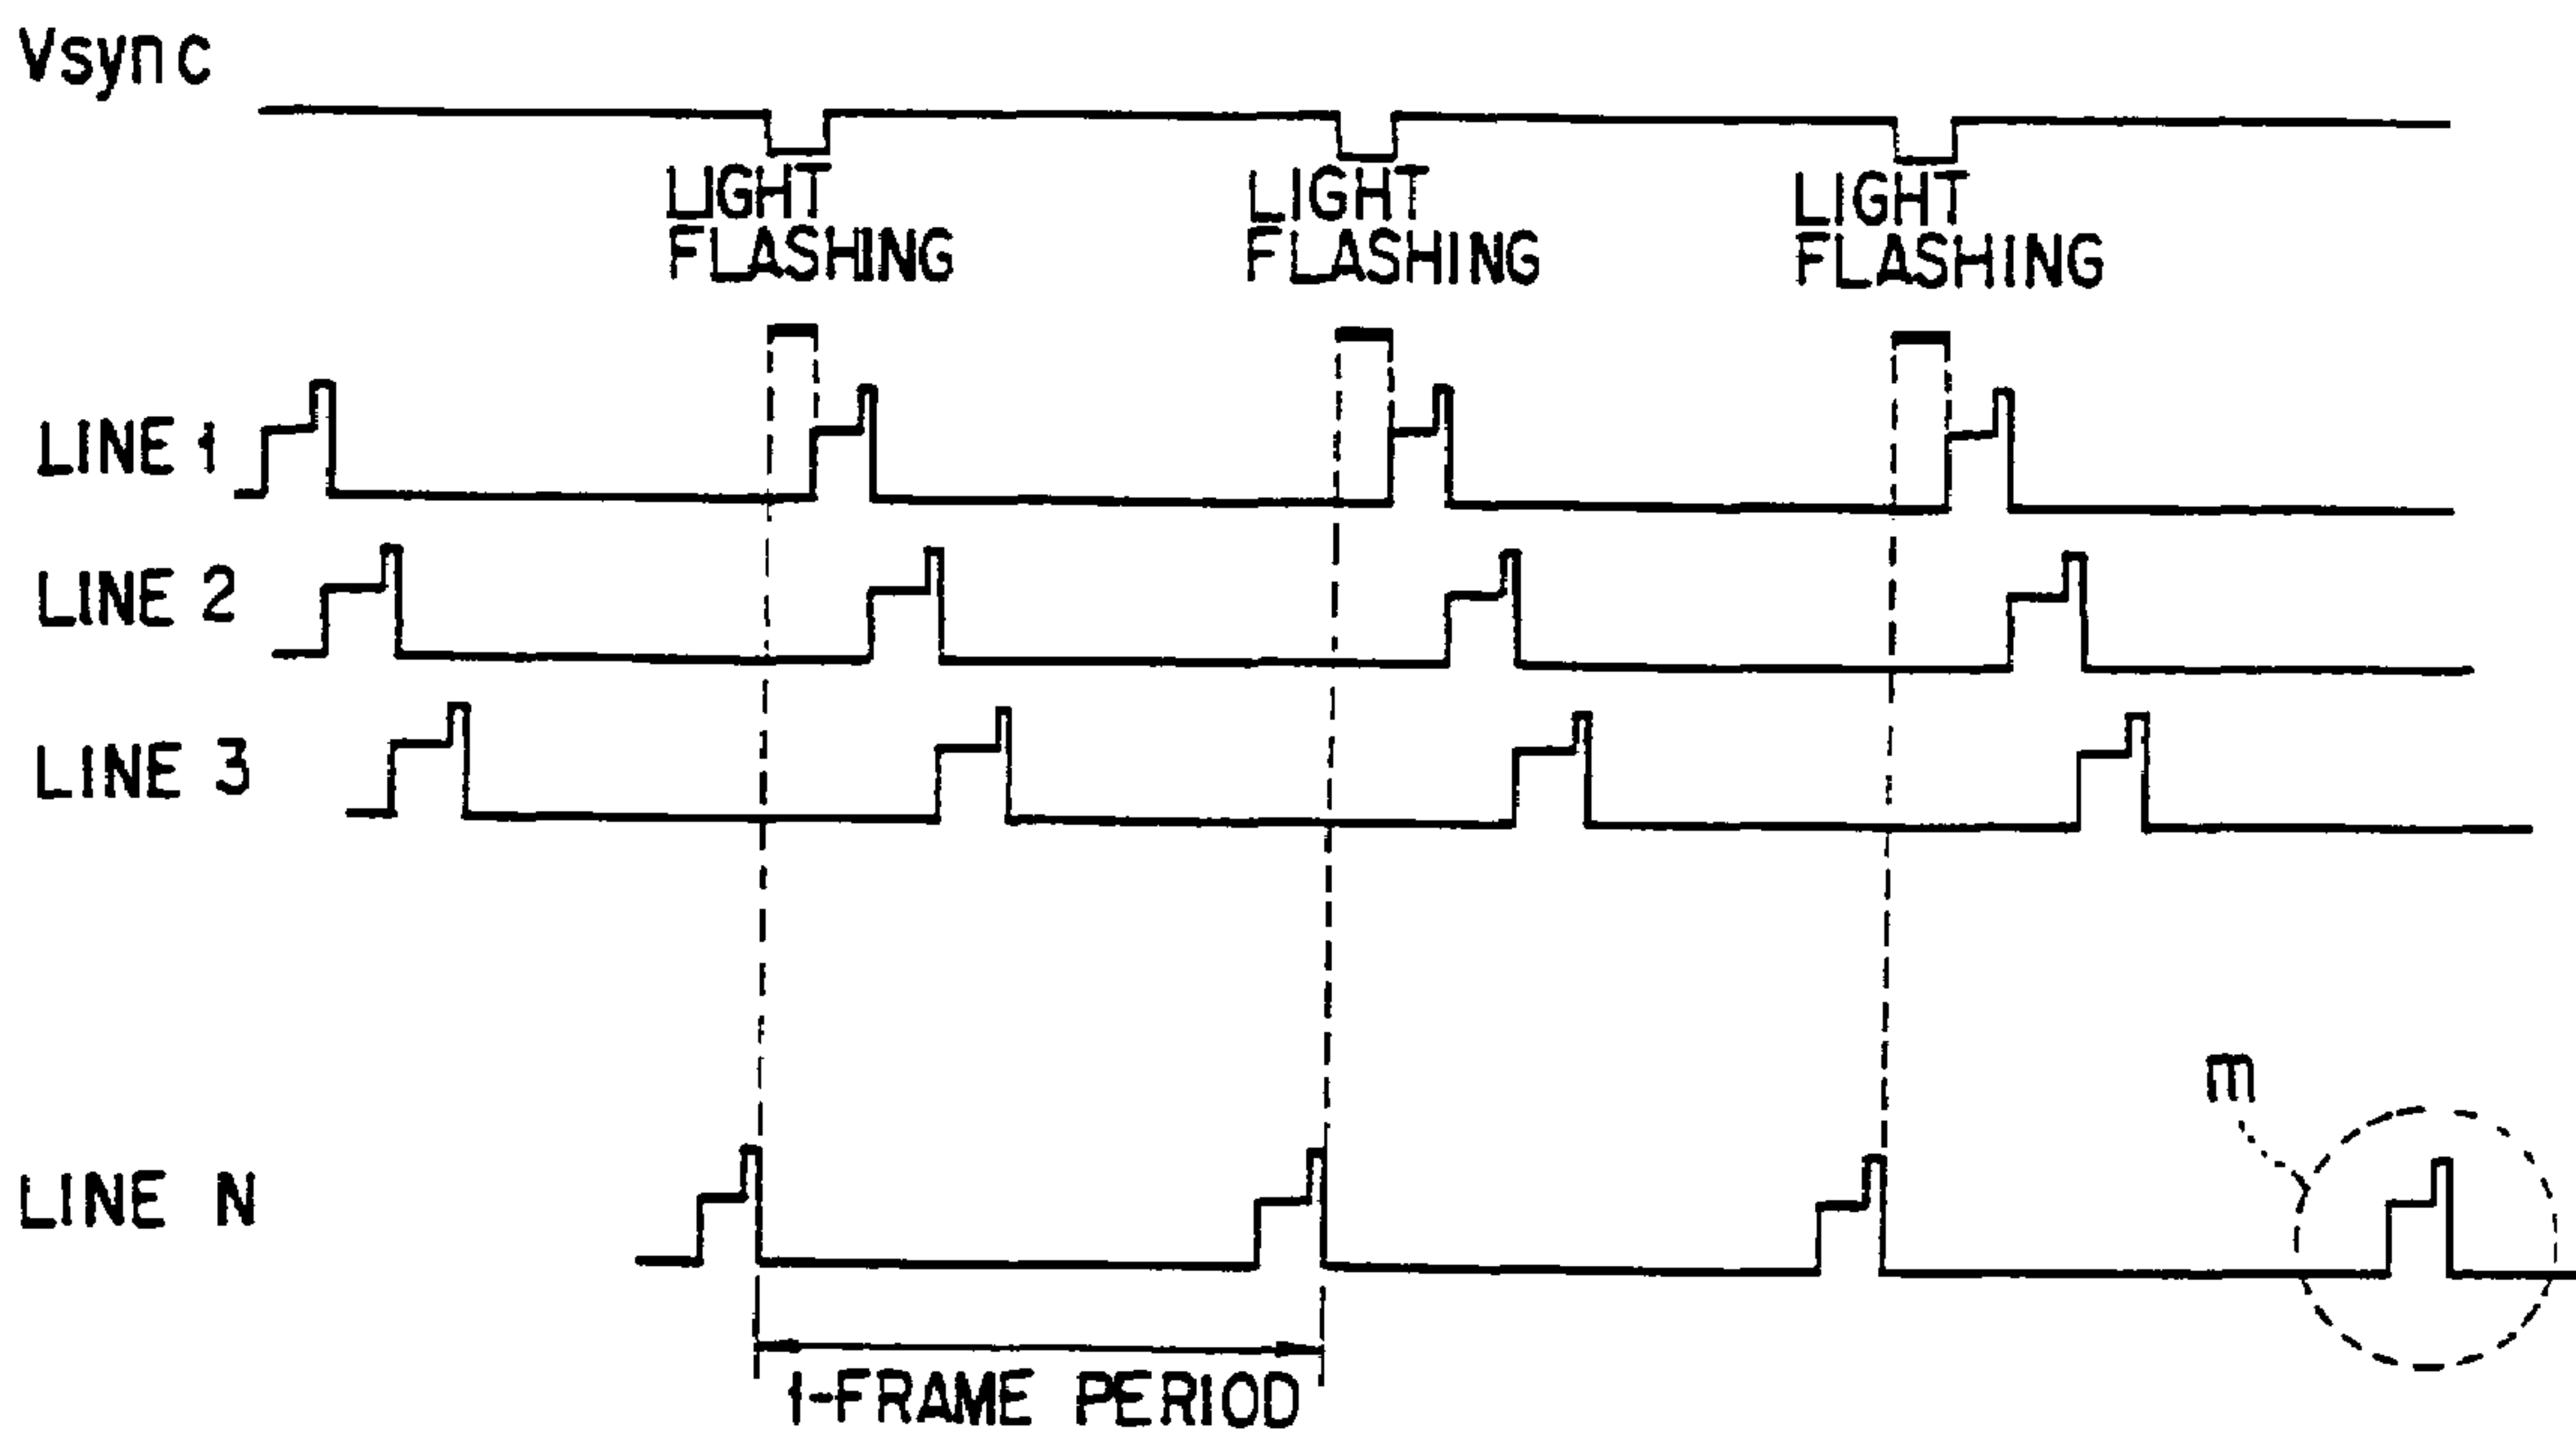 Vsync
LIGHT
FLASHING
LIGHT
FLASHING
LIGHT
FLASHING
LINE 1
LINE 2
LINE 3
m
LINE N
1-FRAME PERIOD